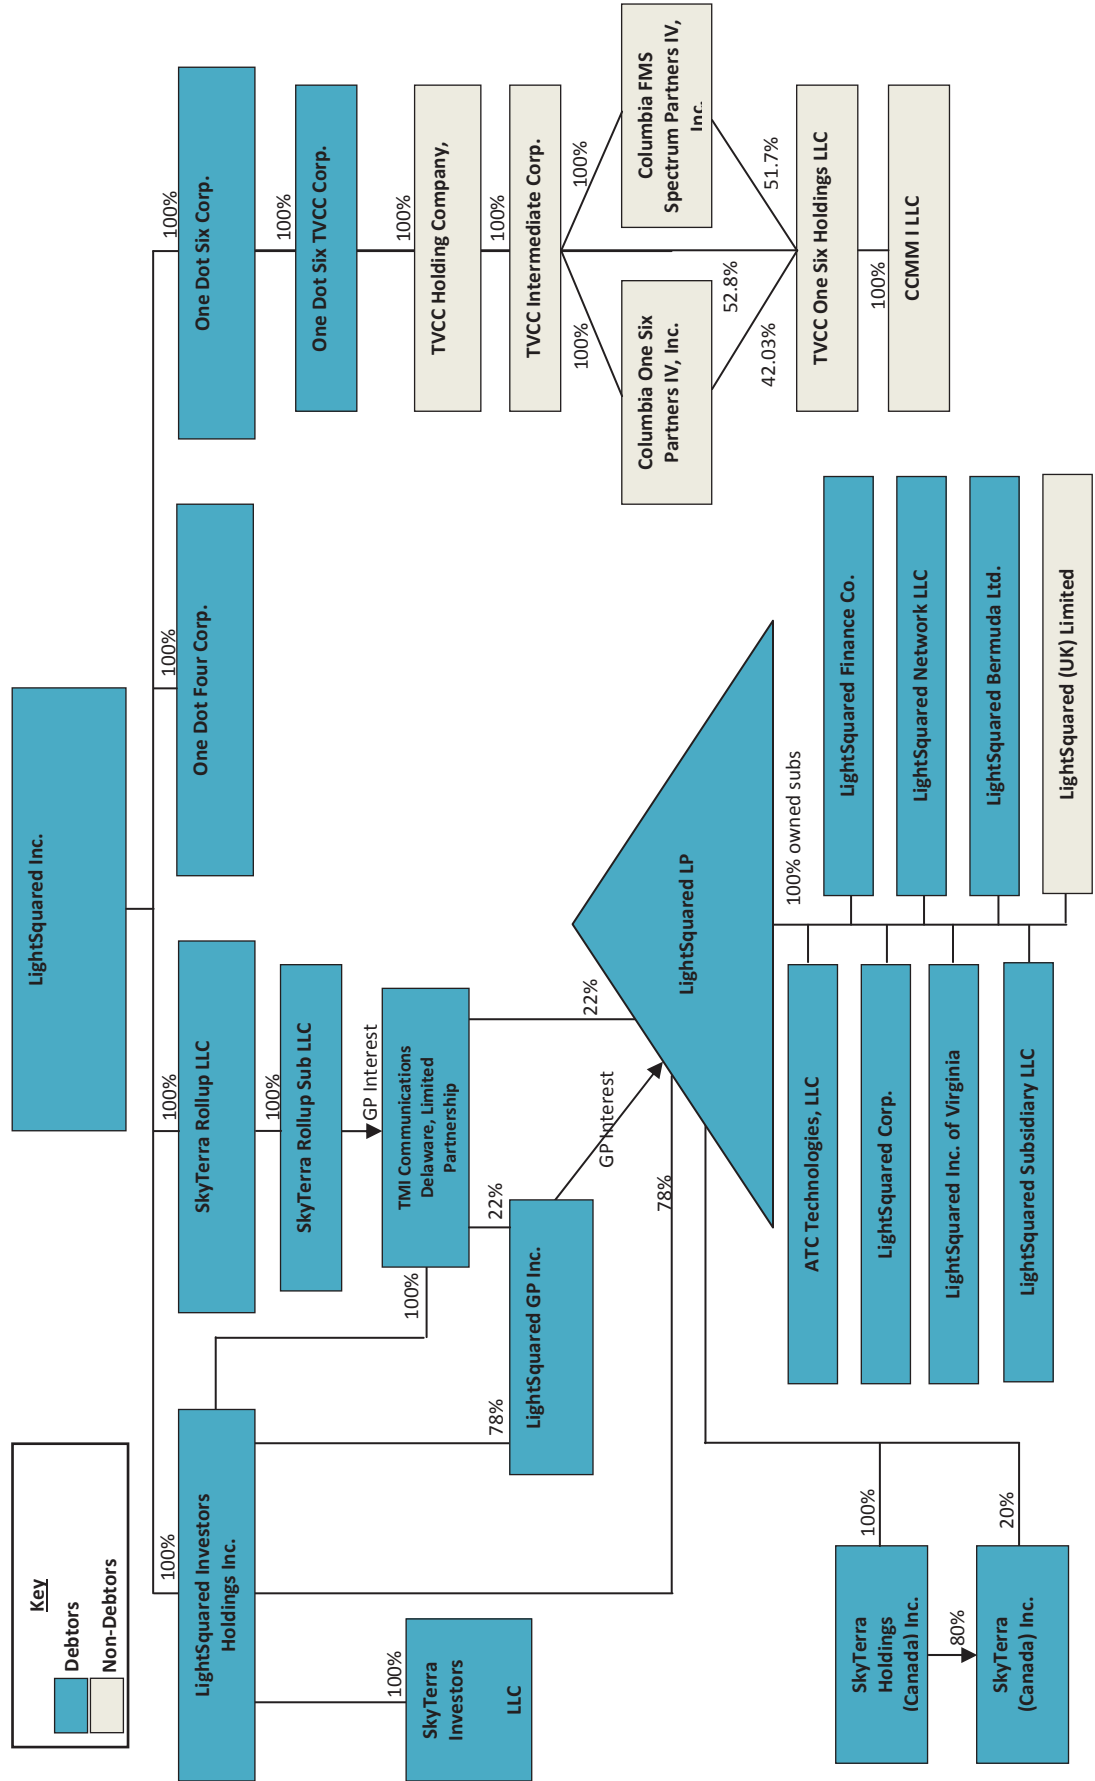 Key
Debtors
Non-Debtors
LightSquared Inc.
100%
LightSquared Investors
Holdings Inc.
100%
SkyTerra Rollup LLC
100%
One Dot Four Corp.
100%
One Dot Six Corp.
100%
SkyTerra
Investors
LLC
100%
SkyTerra Rollup Sub LLC
GP Interest
100%
TMI Communications
Delaware, Limited
Partnership
78%
22%
LightSquared GP Inc.
GP Interest
78%
22%
LightSquared LP
100%
One Dot Six TVCC Corp.
100%
TVCC Holding Company,
100%
TVCC Intermediate Corp.
100%
100%
Columbia One Six
Partners IV, Inc.
Columbia FMS
Spectrum Partners IV,
Inc.
42.03%
52.8%
51.7%
TVCC One Six Holdings LLC
100%
CCMM I LLC
100% owned subs
ATC Technologies, LLC
LightSquared Corp.
LightSquared Inc. of Virginia
LightSquared Subsidiary LLC
LightSquared Finance Co.
LightSquared Network LLC
LightSquared Bermuda Ltd.
LightSquared (UK) Limited
SkyTerra
Holdings
(Canada) Inc.
100%
80%
SkyTerra
(Canada) Inc.
20%